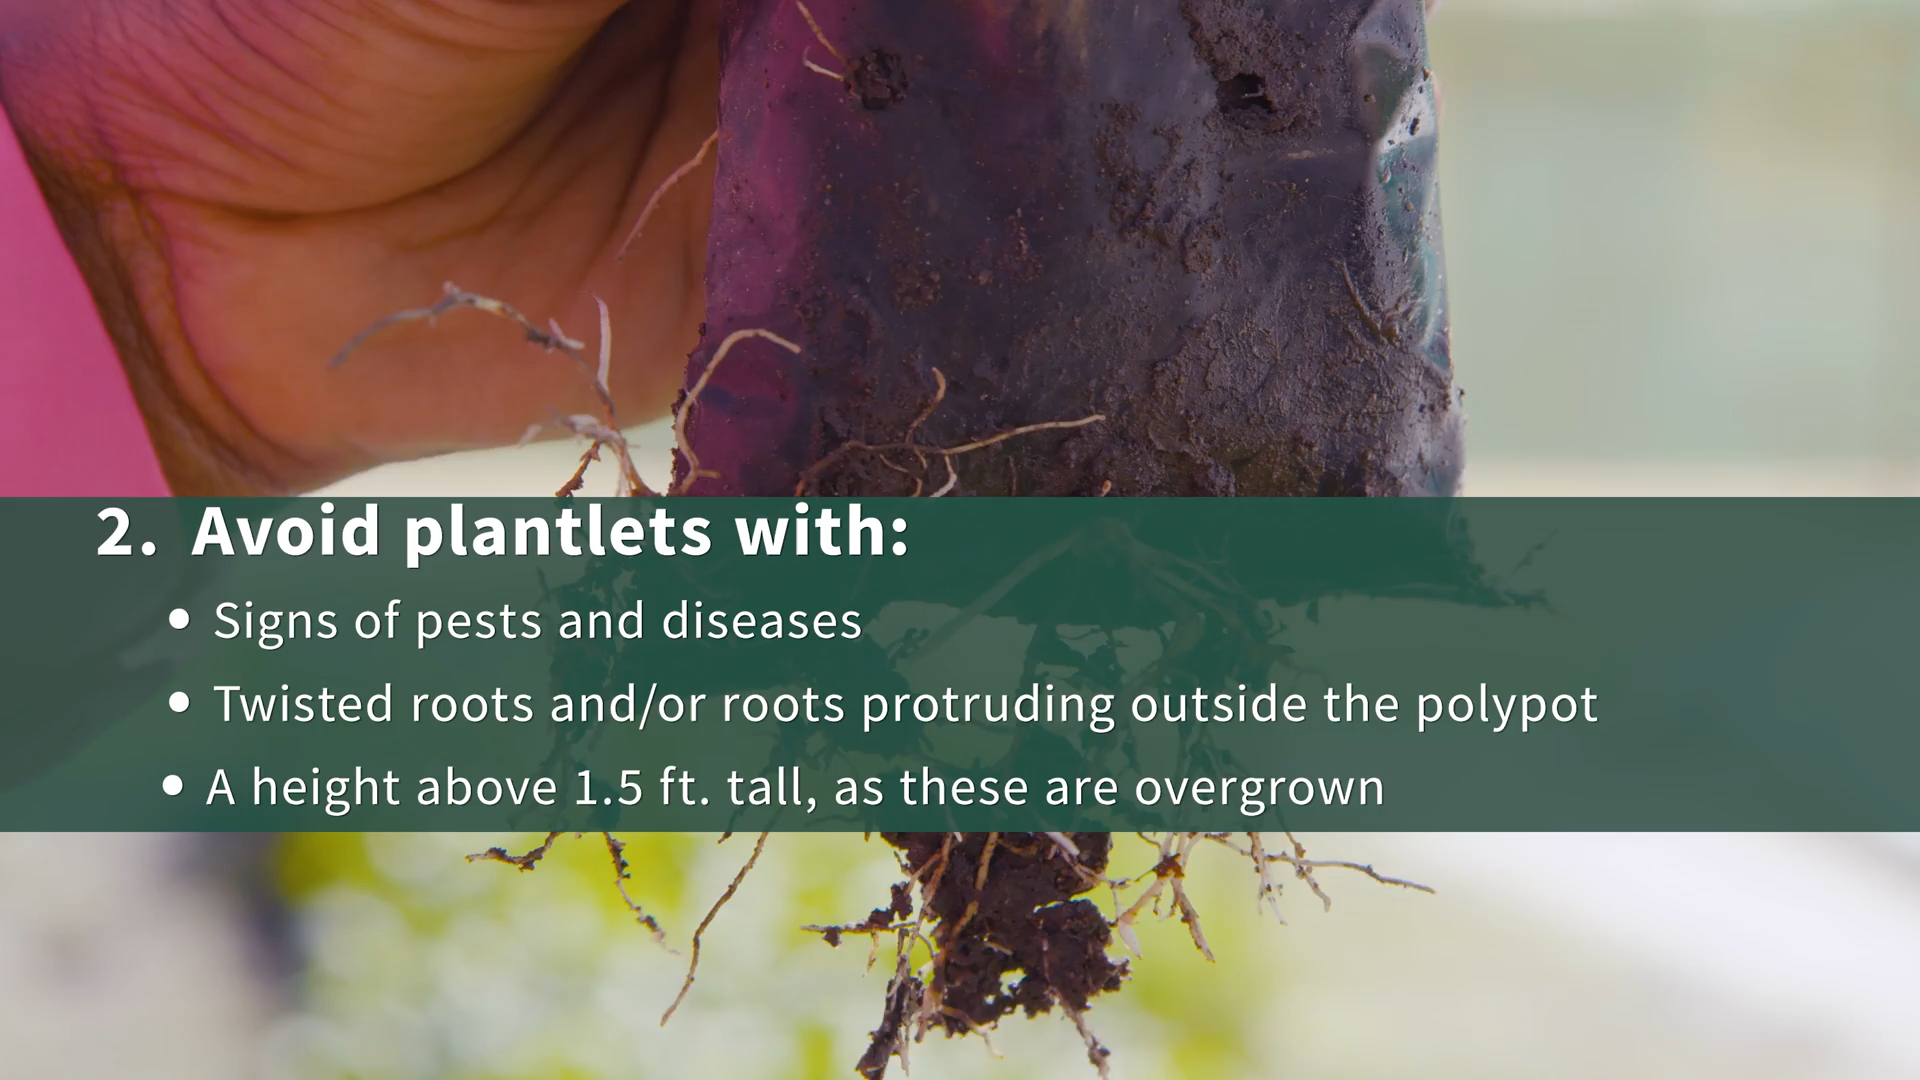 2. Avoid plantlets with:
• Signs of pests and diseases
• Twisted roots and/or roots protruding outside the polypot
• A height above 1.5 ft. tall, as these are overgrown